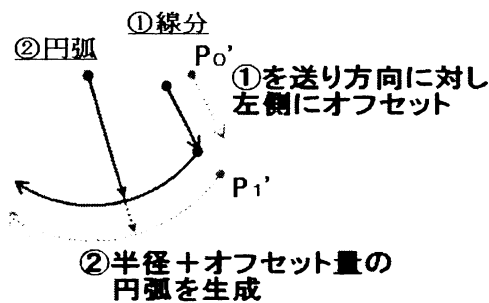 ①線分
②円弧
P₀'
①を送り方向に対し
左側にオフセット
P₁'
②半径＋オフセット量の
円弧を生成